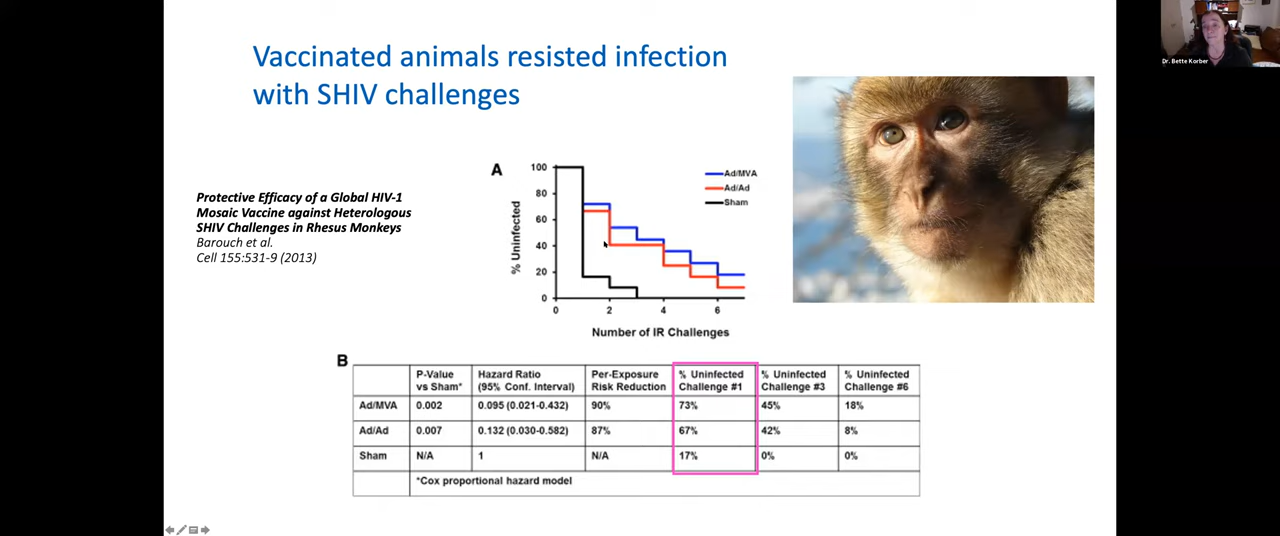 Vaccinated animals resisted infection
with SHIV challenges
Dr. Bette Korber
Protective Efficacy of a Global HIV-1
Mosaic Vaccine against Heterologous
SHIV Challenges in Rhesus Monkeys
Barouch et al.
Cell 155:531-9 (2013)
A
% Uninfected
100
80
60
40
20
0
0 2 4 6
Number of IR Challenges
Ad/MVA
Ad/Ad
Sham
B
P-Value vs Sham* Hazard Ratio (95% Conf. Interval) Per-Exposure Risk Reduction % Uninfected Challenge #1 % Uninfected Challenge #3 % Uninfected Challenge #6
Ad/MVA 0.002 0.095 (0.021-0.432) 90% 73% 45% 18%
Ad/Ad 0.007 0.132 (0.030-0.582) 87% 67% 42% 8%
Sham N/A 1 N/A 17% 0% 0%
*Cox proportional hazard model